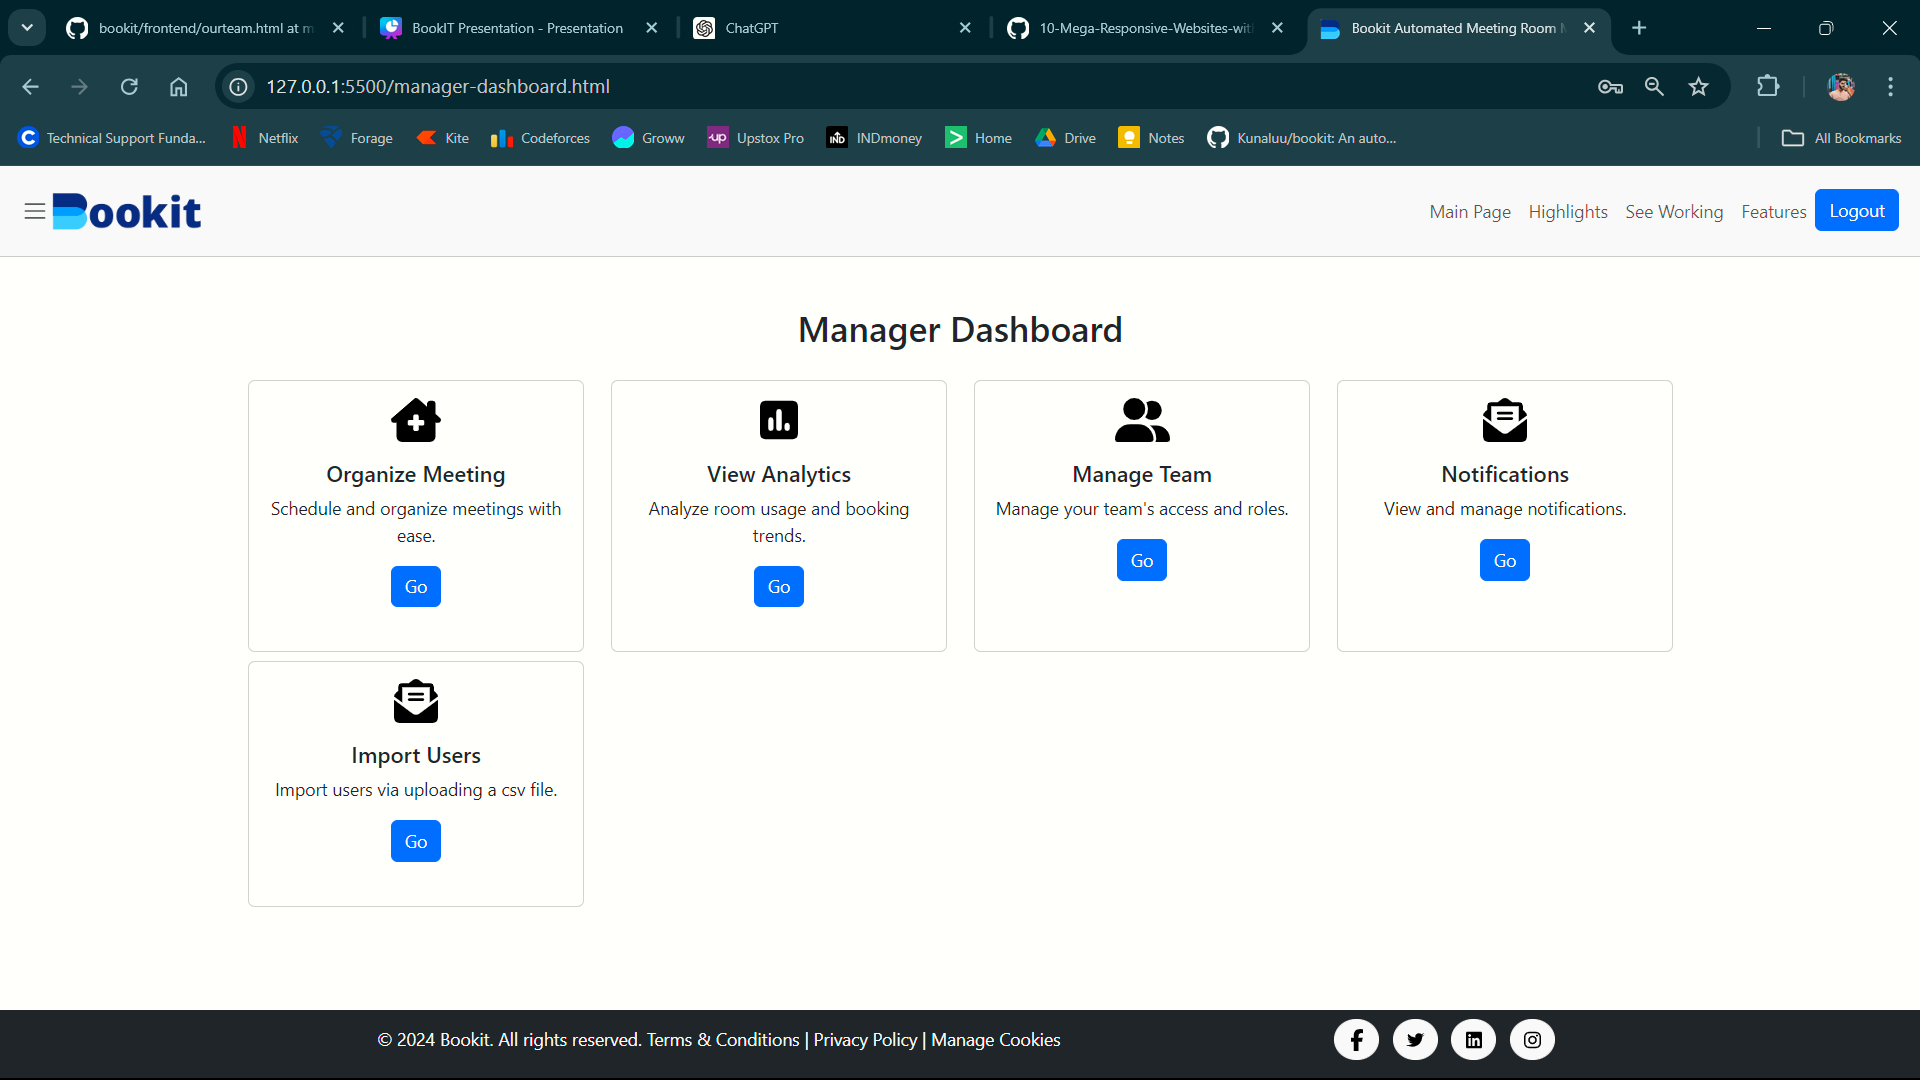 bookit/frontend/ourteam.html at m
BookIT Presentation - Presentation
ChatGPT
10-Mega-Responsive-Websites-wit
Bookit Automated Meeting Room
127.0.0.1:5500/manager-dashboard.html
Technical Support Funda...
Netflix
Forage
Kite
Codeforces
Groww
up
Upstox Pro
IND
INDmoney
Home
Drive
Notes
Kunaluu/bookit: An auto...
All Bookmarks
Bookit
Main Page
Highlights
See Working
Features
Logout
Manager Dashboard
Organize Meeting
Schedule and organize meetings with
ease.
Go
View Analytics
Analyze room usage and booking
trends.
Go
Manage Team
Manage your team's access and roles.
Go
Notifications
View and manage notifications.
Go
Import Users
Import users via uploading a csv file.
Go
© 2024 Bookit. All rights reserved. Terms & Conditions | Privacy Policy | Manage Cookies